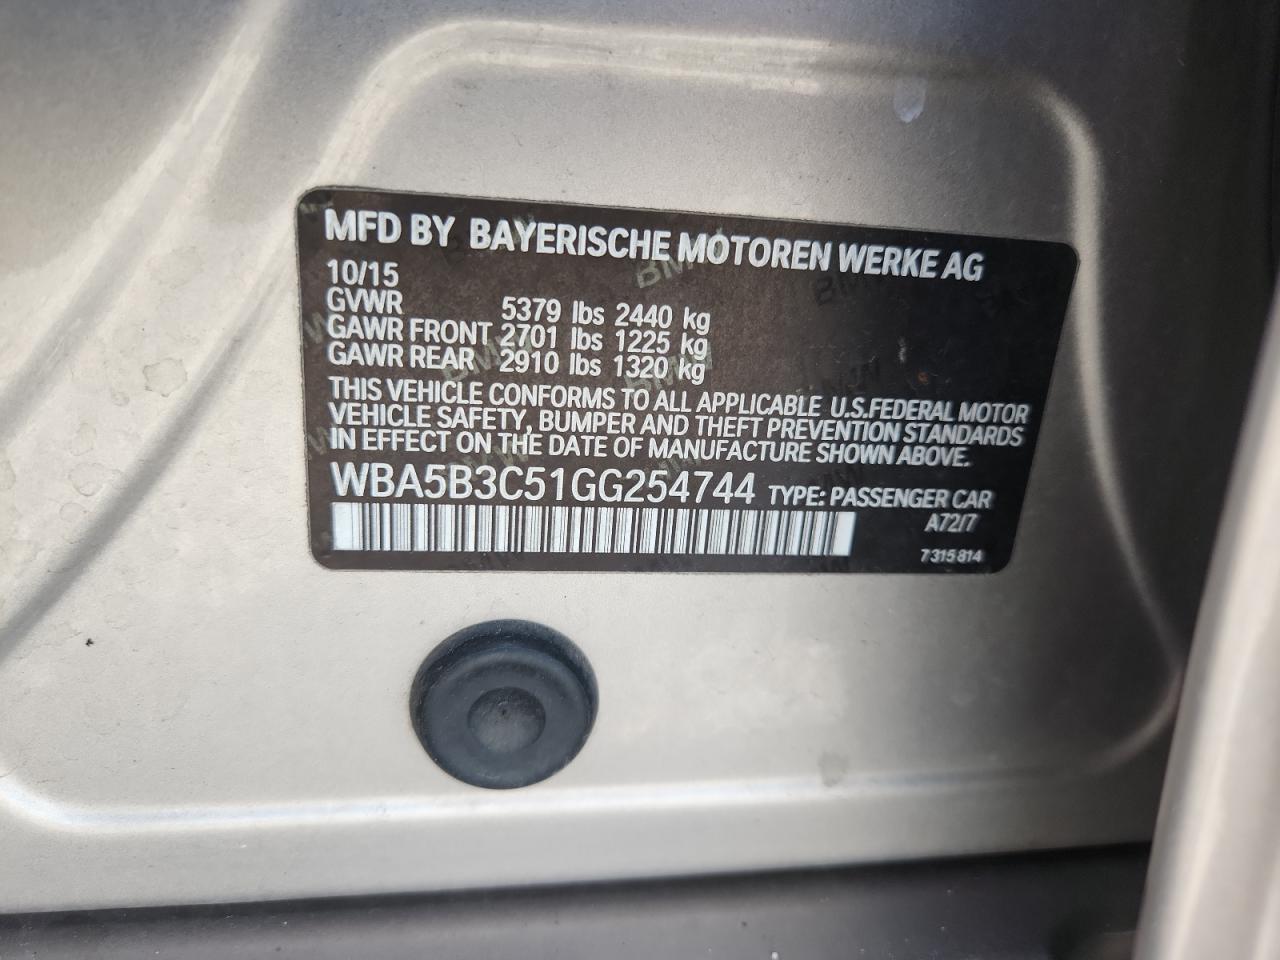 MFD BY BAYERISCHE MOTOREN WERKE AG
10/15
GVWR 5379 lbs 2440 kg
GAWR FRONT 2701 lbs 1225 kg
GAWR REAR 2910 lbs 1320 kg
THIS VEHICLE CONFORMS TO ALL APPLICABLE U.S.FEDERAL MOTOR
VEHICLE SAFETY, BUMPER AND THEFT PREVENTION STANDARDS
IN EFFECT ON THE DATE OF MANUFACTURE SHOWN ABOVE.
WBA5B3C51GG254744 TYPE: PASSENGER CAR
A72/7
7 315 814